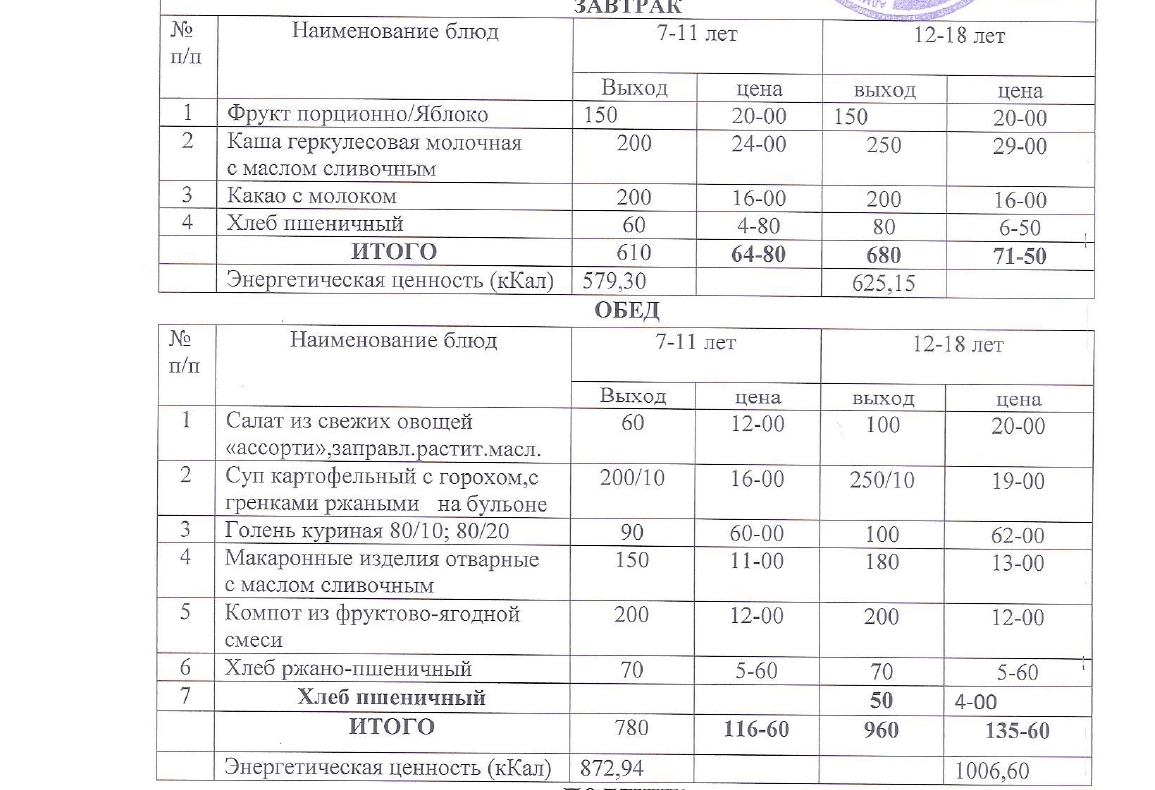 ЗАВТРАК
№ п/п Наименование блюд 7-11 лет 12-18 лет
Выход цена выход цена
1 Фрукт порционно/Яблоко 150 20-00 150 20-00
2 Каша геркулесовая молочная 200 24-00 250 29-00
с маслом сливочным
3 Какао с молоком 200 16-00 200 16-00
4 Хлеб пшеничный 60 4-80 80 6-50
ИТОГО 610 64-80 680 71-50
Энергетическая ценность (кКал) 579,30 625,15
ОБЕД
№ п/п Наименование блюд 7-11 лет 12-18 лет
Выход цена выход цена
1 Салат из свежих овощей 60 12-00 100 20-00
«ассорти»,заправл.растит.масл.
2 Суп картофельный с горохом,с 200/10 16-00 250/10 19-00
гренками ржаными на бульоне
3 Голень куриная 80/10; 80/20 90 60-00 100 62-00
4 Макаронные изделия отварные 150 11-00 180 13-00
с маслом сливочным
5 Компот из фруктово-ягодной 200 12-00 200 12-00
смеси
6 Хлеб ржано-пшеничный 70 5-60 70 5-60
7 Хлеб пшеничный 50 4-00
ИТОГО 780 116-60 960 135-60
Энергетическая ценность (кКал) 872,94 1006,60